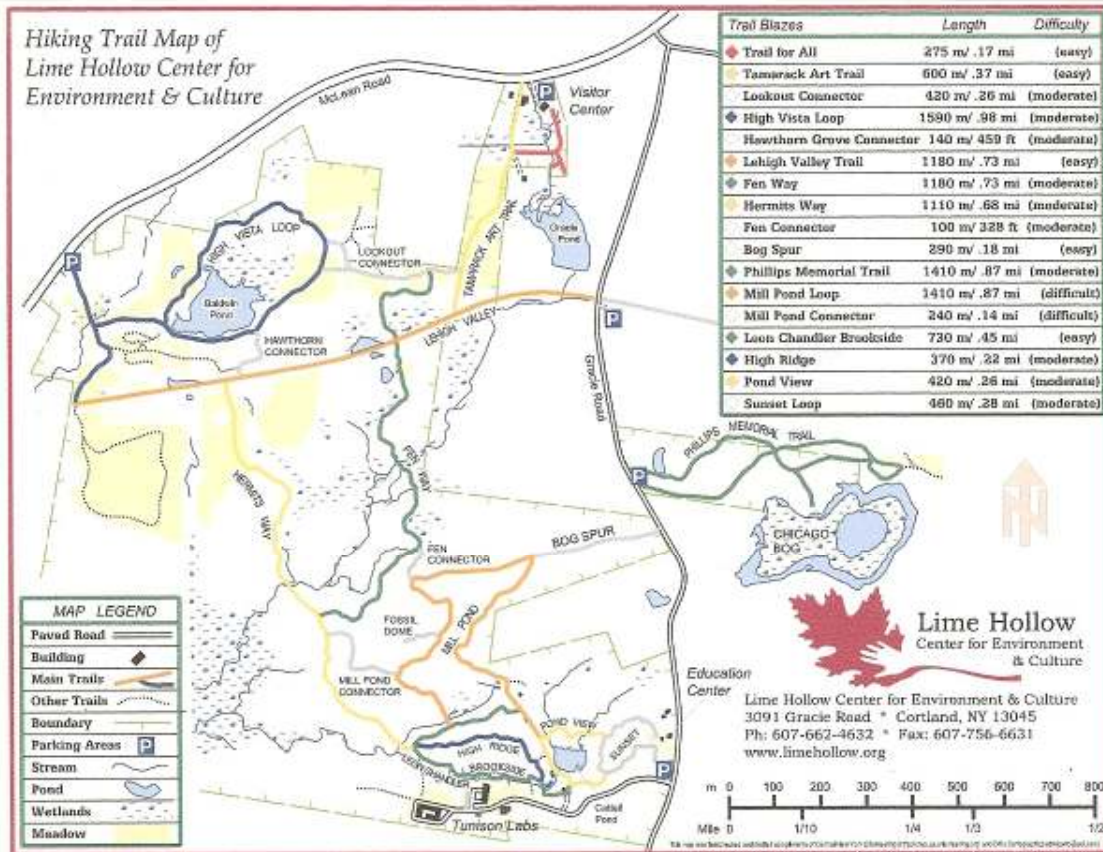 Hiking Trail Map of
Lime Hollow Center for
Environment & Culture
McLean Road
P
Visitor
Center
Trail Blazes Length Difficulty
Trail for All 275 m/ .17 mi (easy)
Tamarack Art Trail 600 m/ .37 mi (easy)
Lookout Connector 420 m/ .26 mi (moderate)
High Vista Loop 1590 m/ .98 mi (moderate)
Hawthorn Grove Connector 140 m/ 459 ft (moderate)
Lehigh Valley Trail 1180 m/ .73 mi (easy)
Fen Way 1180 m/ .73 mi (moderate)
Hermits Way 1110 m/ .68 mi (moderate)
Fen Connector 100 m/ 328 ft (moderate)
Bog Spur 290 m/ .18 mi (easy)
Phillips Memorial Trail 1410 m/ .87 mi (moderate)
Mill Pond Loop 1410 m/ .87 mi (difficult)
Mill Pond Connector 240 m/ .14 mi (difficult)
Leon Chandler Brookside 730 m/ .45 mi (easy)
High Ridge 370 m/ .22 mi (moderate)
Pond View 420 m/ .26 mi (moderate)
Sunset Loop 460 m/ .28 mi (moderate)
HIGH VISTA LOOP
LOOKOUT
CONNECTOR
TAMARACK ART TRAIL
Gracie
Pond
P
Baldwin
Pond
HAWTHORN
CONNECTOR
LEHIGH VALLEY
P
Gracie Road
HERMITS WAY
FEN WAY
PHILLIPS MEMORIAL TRAIL
P
CHICAGO
BOG
FEN
CONNECTOR
BOG SPUR
FOSSIL
DOME
MILL POND
MILL POND
CONNECTOR
Education
Center
POND VIEW
SUNSET
HIGH RIDGE
BROOKSIDE
P
Cattail
Pond
Tunison Labs
MAP LEGEND
Paved Road
Building
Main Trails
Other Trails
Boundary
Parking Areas P
Stream
Pond
Wetlands
Meadow
Lime Hollow
Center for Environment
& Culture
Lime Hollow Center for Environment & Culture
3091 Gracie Road * Cortland, NY 13045
Ph: 607-662-4632 * Fax: 607-756-6631
www.limehollow.org
m 0 100 200 300 400 500 600 700 800
Mile 0 1/10 1/4 1/3 1/2